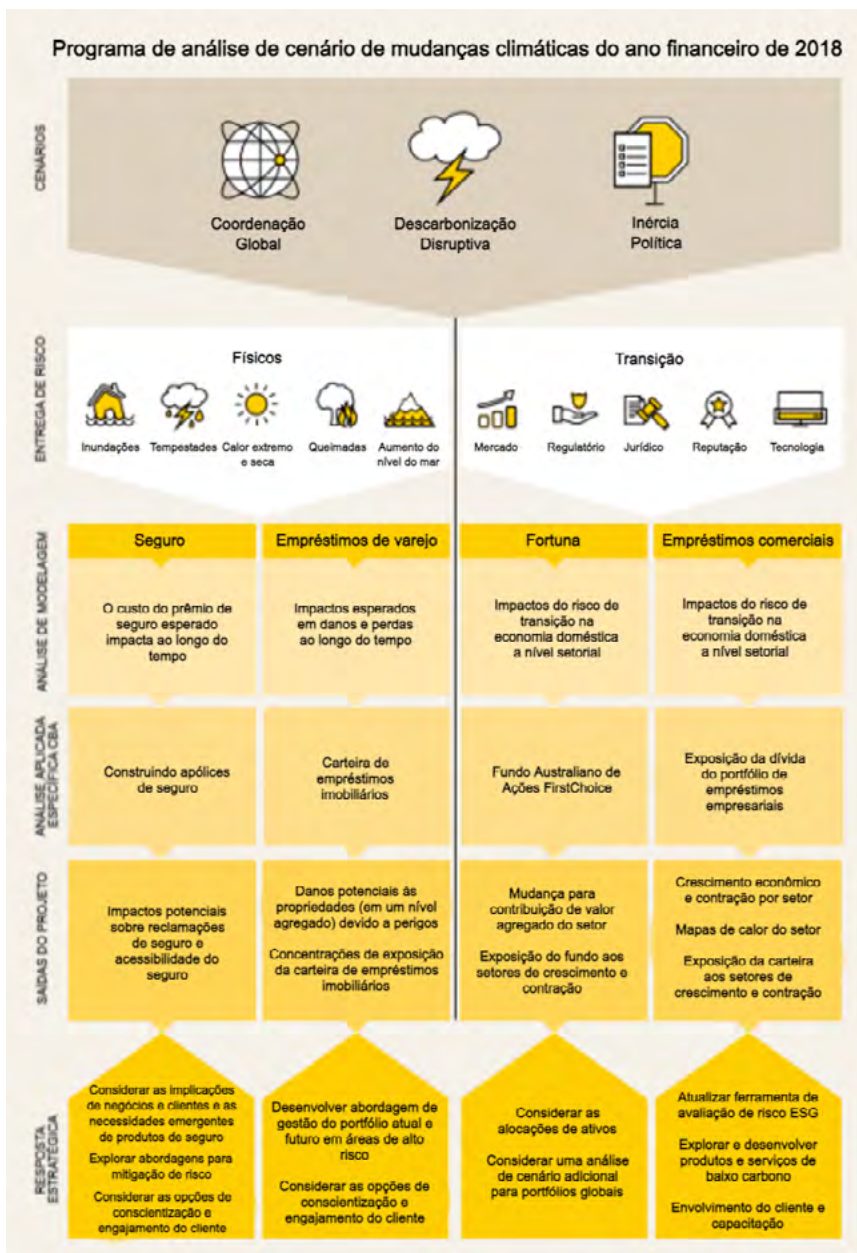 Programa de análise de cenário de mudanças climáticas do ano financeiro de 2018
CENÁRIOS
Coordenação
Global
Descarbonização
Disruptiva
Inércia
Política
ENTREGA DE RISCO
Físicos
Inundações
Tempestades
Calor extremo
e seca
Queimadas
Aumento do
nível do mar
Transição
Mercado
Regulatório
Jurídico
Reputação
Tecnologia
ANÁLISE DE MODELAGEM
Seguro
O custo do prêmio de
seguro esperado
impacta ao longo do
tempo
Empréstimos de varejo
Impactos esperados
em danos e perdas
ao longo do tempo
Fortuna
Impactos do risco de
transição na
economia doméstica
a nível setorial
Empréstimos comerciais
Impactos do risco de
transição na
economia doméstica
a nível setorial
ANÁLISE APLICADA
ESPECÍFICA CBA
Construindo apólices
de seguro
Carteira de
empréstimos
imobiliários
Fundo Australiano de
Ações FirstChoice
Exposição da dívida
do portfólio de
empréstimos
empresariais
SAÍDAS DO PROJETO
Impactos potenciais
sobre reclamações
de seguro e
acessibilidade do
seguro
Danos potenciais às
propriedades (em um nível
agregado) devido a perigos
Concentrações de exposição
da carteira de empréstimos
imobiliários
Mudança para
contribuição de valor
agregado do setor
Exposição do fundo aos
setores de crescimento e
contração
Crescimento econômico
e contração por setor
Mapas de calor do setor
Exposição da carteira
aos setores de
crescimento e contração
RESPOSTA
ESTRATÉGICA
Considerar as implicações
de negócios e clientes e as
necessidades emergentes
de produtos de seguro
Explorar abordagens para
mitigação de risco
Considerar as opções de
conscientização e
engajamento do cliente
Desenvolver abordagem de
gestão do portfólio atual e
futuro em áreas de alto
risco
Considerar as opções de
conscientização e
engajamento do cliente
Considerar as
alocações de ativos
Considerar uma análise
de cenário adicional
para portfólios globais
Atualizar ferramenta de
avaliação de risco ESG
Explorar e desenvolver
produtos e serviços de
baixo carbono
Envolvimento do cliente e
capacitação